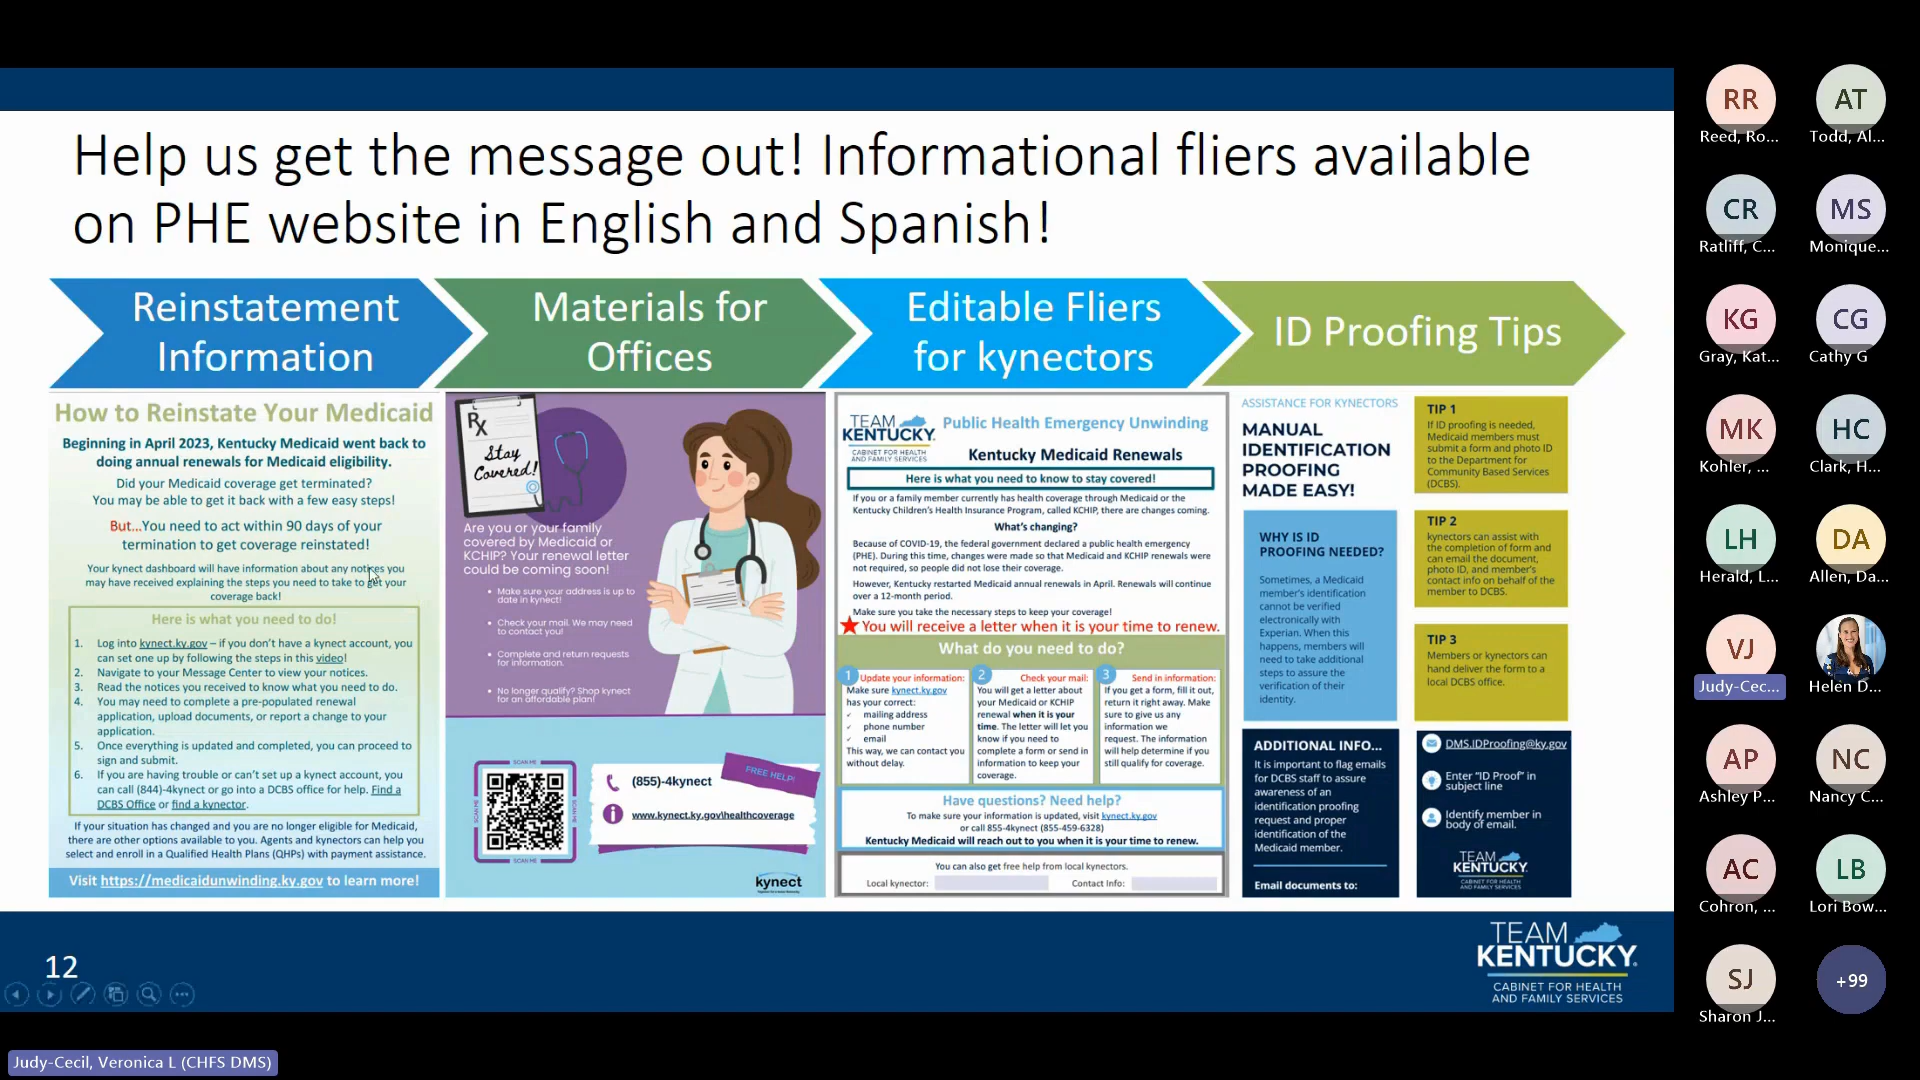 Help us get the message out! Informational fliers available
on PHE website in English and Spanish!
Reinstatement
Information
Materials for
Offices
Editable Fliers
for kynectors
ID Proofing Tips
How to Reinstate Your Medicaid
Beginning in April 2023, Kentucky Medicaid went back to
doing annual renewals for Medicaid eligibility.
Did your Medicaid coverage get terminated?
You may be able to get it back with a few easy steps!
But...You need to act within 90 days of your
termination to get coverage reinstated!
Your kynect dashboard will have information about any notices you
may have received explaining the steps you need to take to get your
coverage back!
Here is what you need to do!
1. Log into kynect.ky.gov – if you don't have a kynect account, you
can set one up by following the steps in this video!
2. Navigate to your Message Center to view your notices.
3. Read the notices you received to know what you need to do.
4. You may need to complete a pre-populated renewal
application, upload documents, or report a change to your
application.
5. Once everything is updated and completed, you can proceed to
sign and submit.
6. If you are having trouble or can't set up a kynect account, you
can call (844)-4kynect or go into a DCBS office for help. Find a
DCBS Office or find a kynector.
If your situation has changed and you are no longer eligible for Medicaid,
there are other options available to you. Agents and kynectors can help you
select and enroll in a Qualified Health Plans (QHPs) with payment assistance.
Visit https://medicaidunwinding.ky.gov to learn more!
Rx
Stay
Covered!
Are you or your family
covered by Medicaid or
KCHIP? Your renewal letter
could be coming soon!
• Make sure your address is up to
date in kynect!
• Check your mail. We may need
to contact you!
• Complete and return requests
for information.
• No longer qualify? Shop kynect
for an affordable plan!
SCAN ME
SCAN ME
SCAN ME
SCAN ME
FREE HELP!
(855)-4kynect
www.kynect.ky.gov\healthcoverage
kynect
TEAM
KENTUCKY
CABINET FOR HEALTH
AND FAMILY SERVICES
Public Health Emergency Unwinding
Kentucky Medicaid Renewals
Here is what you need to know to stay covered!
If you or a family member currently has health coverage through Medicaid or the
Kentucky Children's Health Insurance Program, called KCHIP, there are changes coming.
What's changing?
Because of COVID-19, the federal government declared a public health emergency
(PHE). During this time, changes were made so that Medicaid and KCHIP renewals were
not required, so people did not lose their coverage.
However, Kentucky restarted Medicaid annual renewals in April. Renewals will continue
over a 12-month period.
Make sure you take the necessary steps to keep your coverage!
You will receive a letter when it is your time to renew.
What do you need to do?
1 Update your information:
Make sure kynect.ky.gov
has your correct:
✓ mailing address
✓ phone number
✓ email
This way, we can contact you
without delay.
2 Check your mail:
You will get a letter about
your Medicaid or KCHIP
renewal when it is your
time. The letter will let you
know if you need to
complete a form or send in
information to keep your
coverage.
3 Send in information:
If you get a form, fill it out,
return it right away. Make
sure to give us any
information we
request. The information
will help determine if you
still qualify for coverage.
Have questions? Need help?
To make sure your information is updated, visit kynect.ky.gov
or call 855-4kynect (855-459-6328)
Kentucky Medicaid will reach out to you when it is your time to renew.
You can also get free help from local kynectors.
Local kynector: Contact Info:
ASSISTANCE FOR KYNECTORS
MANUAL
IDENTIFICATION
PROOFING
MADE EASY!
WHY IS ID
PROOFING NEEDED?
Sometimes, a Medicaid
member's identification
cannot be verified
electronically with
Experian. When this
happens, members will
need to take additional
steps to assure the
verification of their
identity.
ADDITIONAL INFO...
It is important to flag emails
for DCBS staff to assure
awareness of an
identification proofing
request and proper
identification of the
Medicaid member.
Email documents to:
TIP 1
If ID proofing is needed,
Medicaid members must
submit a form and photo ID
to the Department for
Community Based Services
(DCBS).
TIP 2
kynectors can assist with
the completion of form and
can email the document,
photo ID, and member's
contact info on behalf of the
member to DCBS.
TIP 3
Members or kynectors can
hand deliver the form to a
local DCBS office.
DMS.IDProofing@ky.gov
Enter "ID Proof" in
subject line
Identify member in
body of email.
TEAM
KENTUCKY
CABINET FOR HEALTH
AND FAMILY SERVICES
12
TEAM
KENTUCKY
CABINET FOR HEALTH
AND FAMILY SERVICES
Judy-Cecil, Veronica L (CHFS DMS)
RR AT
Reed, Ro... Todd, Al...
CR MS
Ratliff, C... Monique...
KG CG
Gray, Kat... Cathy G
MK HC
Kohler, ... Clark, H...
LH DA
Herald, L... Allen, Da...
VJ
Judy-Cec... Helen D...
AP NC
Ashley P... Nancy C...
AC LB
Cohron, ... Lori Bow...
SJ +99
Sharon J...